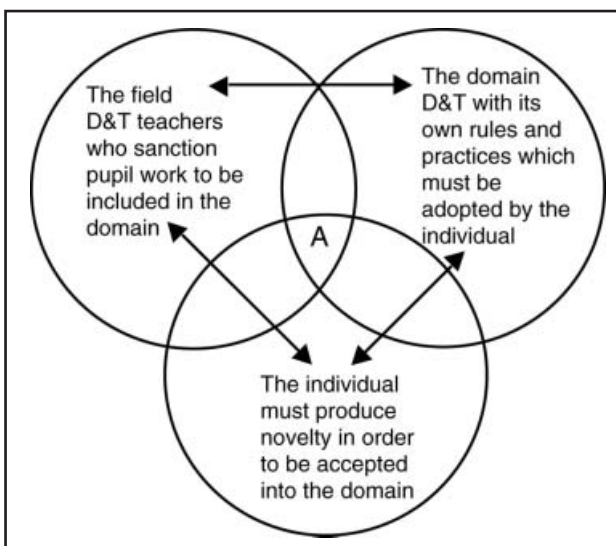 The field
D&T teachers
who sanction
pupil work to be
included in the
domain
The domain
D&T with its
own rules and
practices which
must be
adopted by the
individual
A
The individual
must produce
novelty in order
to be accepted
into the domain